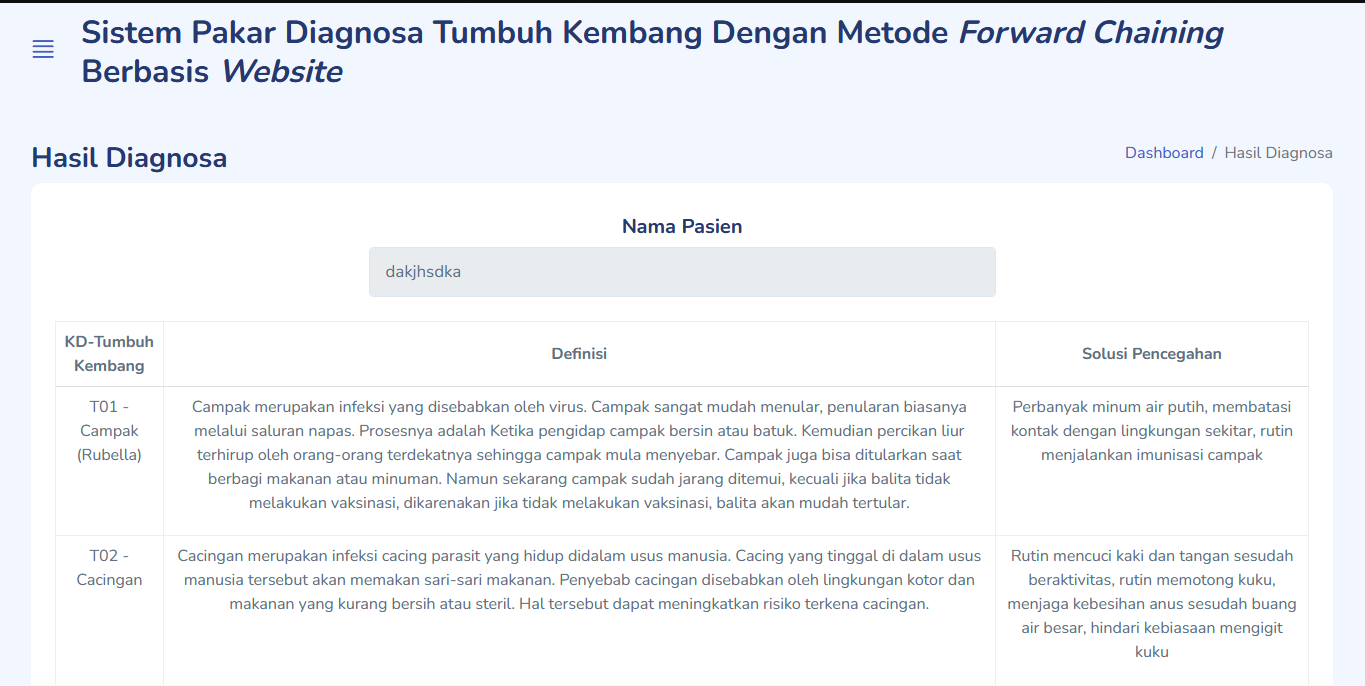 Sistem Pakar Diagnosa Tumbuh Kembang Dengan Metode Forward Chaining
Berbasis Website
Hasil Diagnosa
Dashboard / Hasil Diagnosa
Nama Pasien
dakjhsdka
KD-Tumbuh
Kembang
Definisi
Solusi Pencegahan
T01 -
Campak
(Rubella)
Campak merupakan infeksi yang disebabkan oleh virus. Campak sangat mudah menular, penularan biasanya
melalui saluran napas. Prosesnya adalah Ketika pengidap campak bersin atau batuk. Kemudian percikan liur
terhirup oleh orang-orang terdekatnya sehingga campak mula menyebar. Campak juga bisa ditularkan saat
berbagi makanan atau minuman. Namun sekarang campak sudah jarang ditemui, kecuali jika balita tidak
melakukan vaksinasi, dikarenakan jika tidak melakukan vaksinasi, balita akan mudah tertular.
Perbanyak minum air putih, membatasi
kontak dengan lingkungan sekitar, rutin
menjalankan imunisasi campak
T02 -
Cacingan
Cacingan merupakan infeksi cacing parasit yang hidup didalam usus manusia. Cacing yang tinggal di dalam usus
manusia tersebut akan memakan sari-sari makanan. Penyebab cacingan disebabkan oleh lingkungan kotor dan
makanan yang kurang bersih atau steril. Hal tersebut dapat meningkatkan risiko terkena cacingan.
Rutin mencuci kaki dan tangan sesudah
beraktivitas, rutin memotong kuku,
menjaga kebesihan anus sesudah buang
air besar, hindari kebiasaan mengigit
kuku